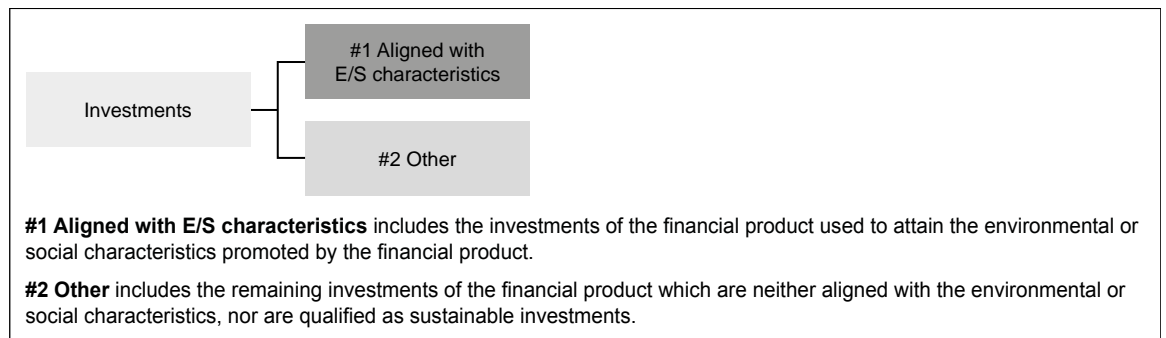 #1 Aligned with
E/S characteristics
Investments
#2 Other
#1 Aligned with E/S characteristics includes the investments of the financial product used to attain the environmental or
social characteristics promoted by the financial product.
#2 Other includes the remaining investments of the financial product which are neither aligned with the environmental or
social characteristics, nor are qualified as sustainable investments.